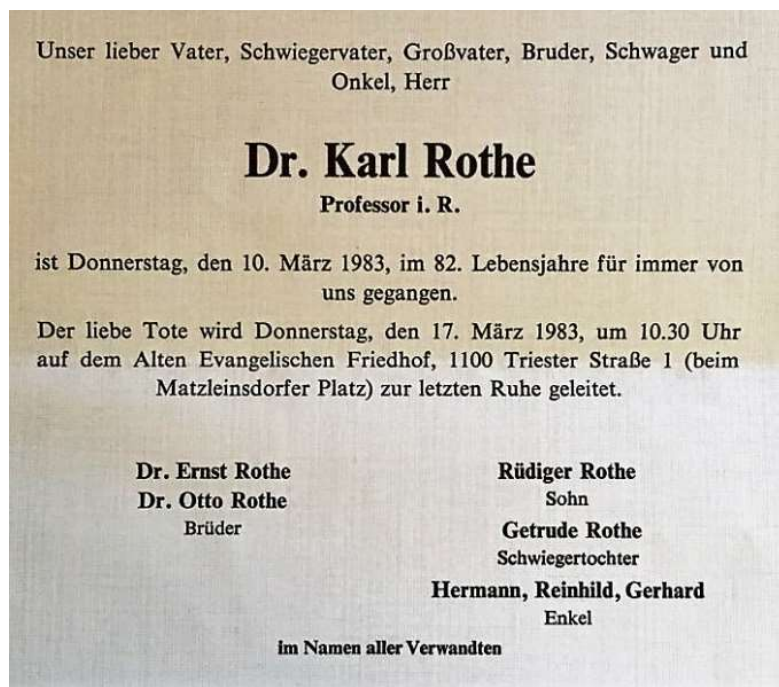 Unser lieber Vater, Schwiegervater, Großvater, Bruder, Schwager und
Onkel, Herr
Dr. Karl Rothe
Professor i. R.
ist Donnerstag, den 10. März 1983, im 82. Lebensjahre für immer von
uns gegangen.
Der liebe Tote wird Donnerstag, den 17. März 1983, um 10.30 Uhr
auf dem Alten Evangelischen Friedhof, 1100 Triester Straße 1 (beim
Matzleinsdorfer Platz) zur letzten Ruhe geleitet.
Dr. Ernst Rothe
Dr. Otto Rothe
Brüder
Rüdiger Rothe
Sohn
Getrude Rothe
Schwiegertochter
Hermann, Reinhild, Gerhard
Enkel
im Namen aller Verwandten